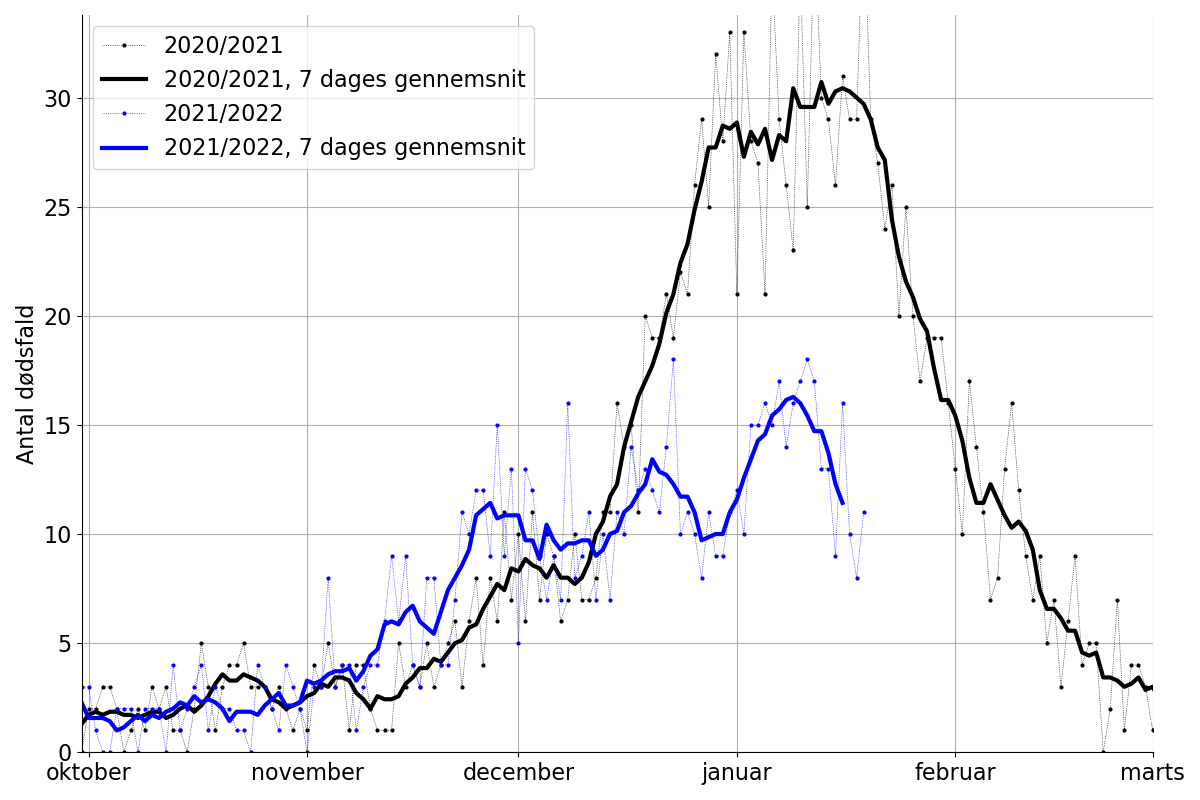 2020/2021
2020/2021, 7 dages gennemsnit
2021/2022
2021/2022, 7 dages gennemsnit
Antal dødsfald
30
25
20
15
10
5
0
oktober november december januar februar marts